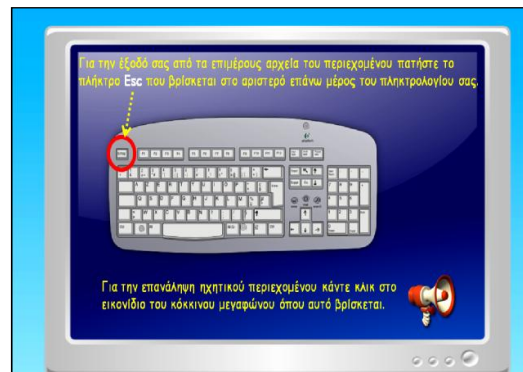 Για την έξοδό σας από τα επιμέρους αρχεία του περιεχομένου πατήστε το
πλήκτρο Esc που βρίσκεται στο αριστερό επάνω μέρος του πληκτρολογίου σας.
Για την επανάληψη ηχητικού περιεχομένου κάντε κλικ στο
εικονίδιο του κόκκινου μεγαφώνου όπου αυτό βρίσκεται.